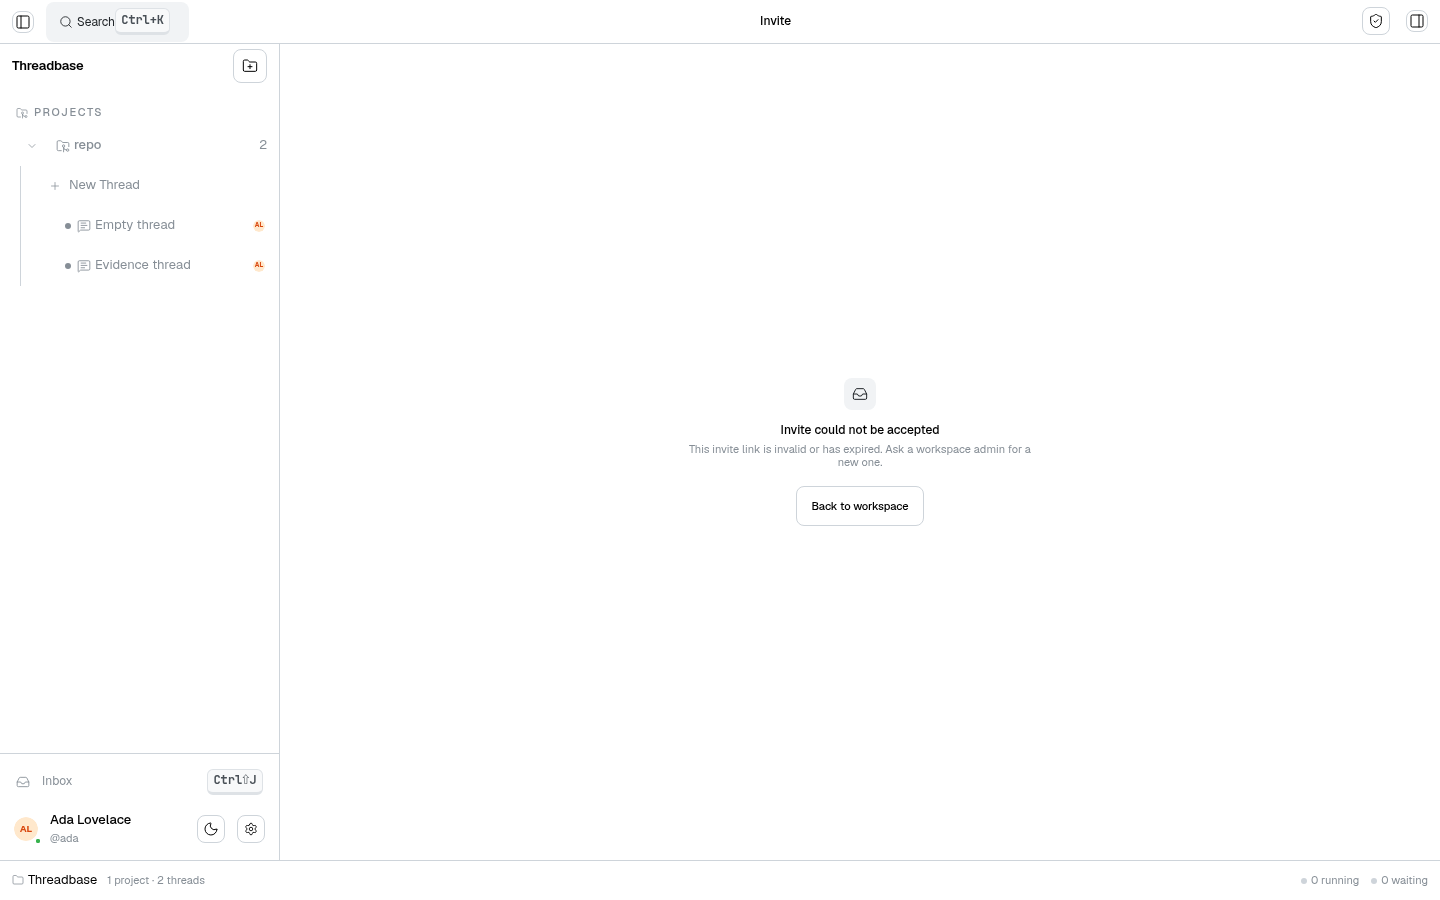 Search Ctrl+K
Invite
Threadbase
PROJECTS
repo 2
New Thread
Empty thread AL
Evidence thread AL
Invite could not be accepted
This invite link is invalid or has expired. Ask a workspace admin for a
new one.
Back to workspace
Inbox Ctrl⇧J
AL Ada Lovelace
@ada
Threadbase 1 project · 2 threads
0 running 0 waiting